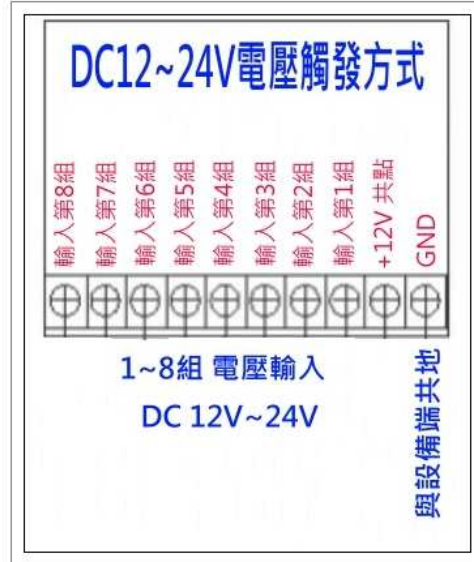 DC12~24V電壓觸發方式
輸入第8組
輸入第7組
輸入第6組
輸入第5組
輸入第4組
輸入第3組
輸入第2組
輸入第1組
+12V 共點
GND
1~8組 電壓輸入
DC 12V~24V
與設備端共地